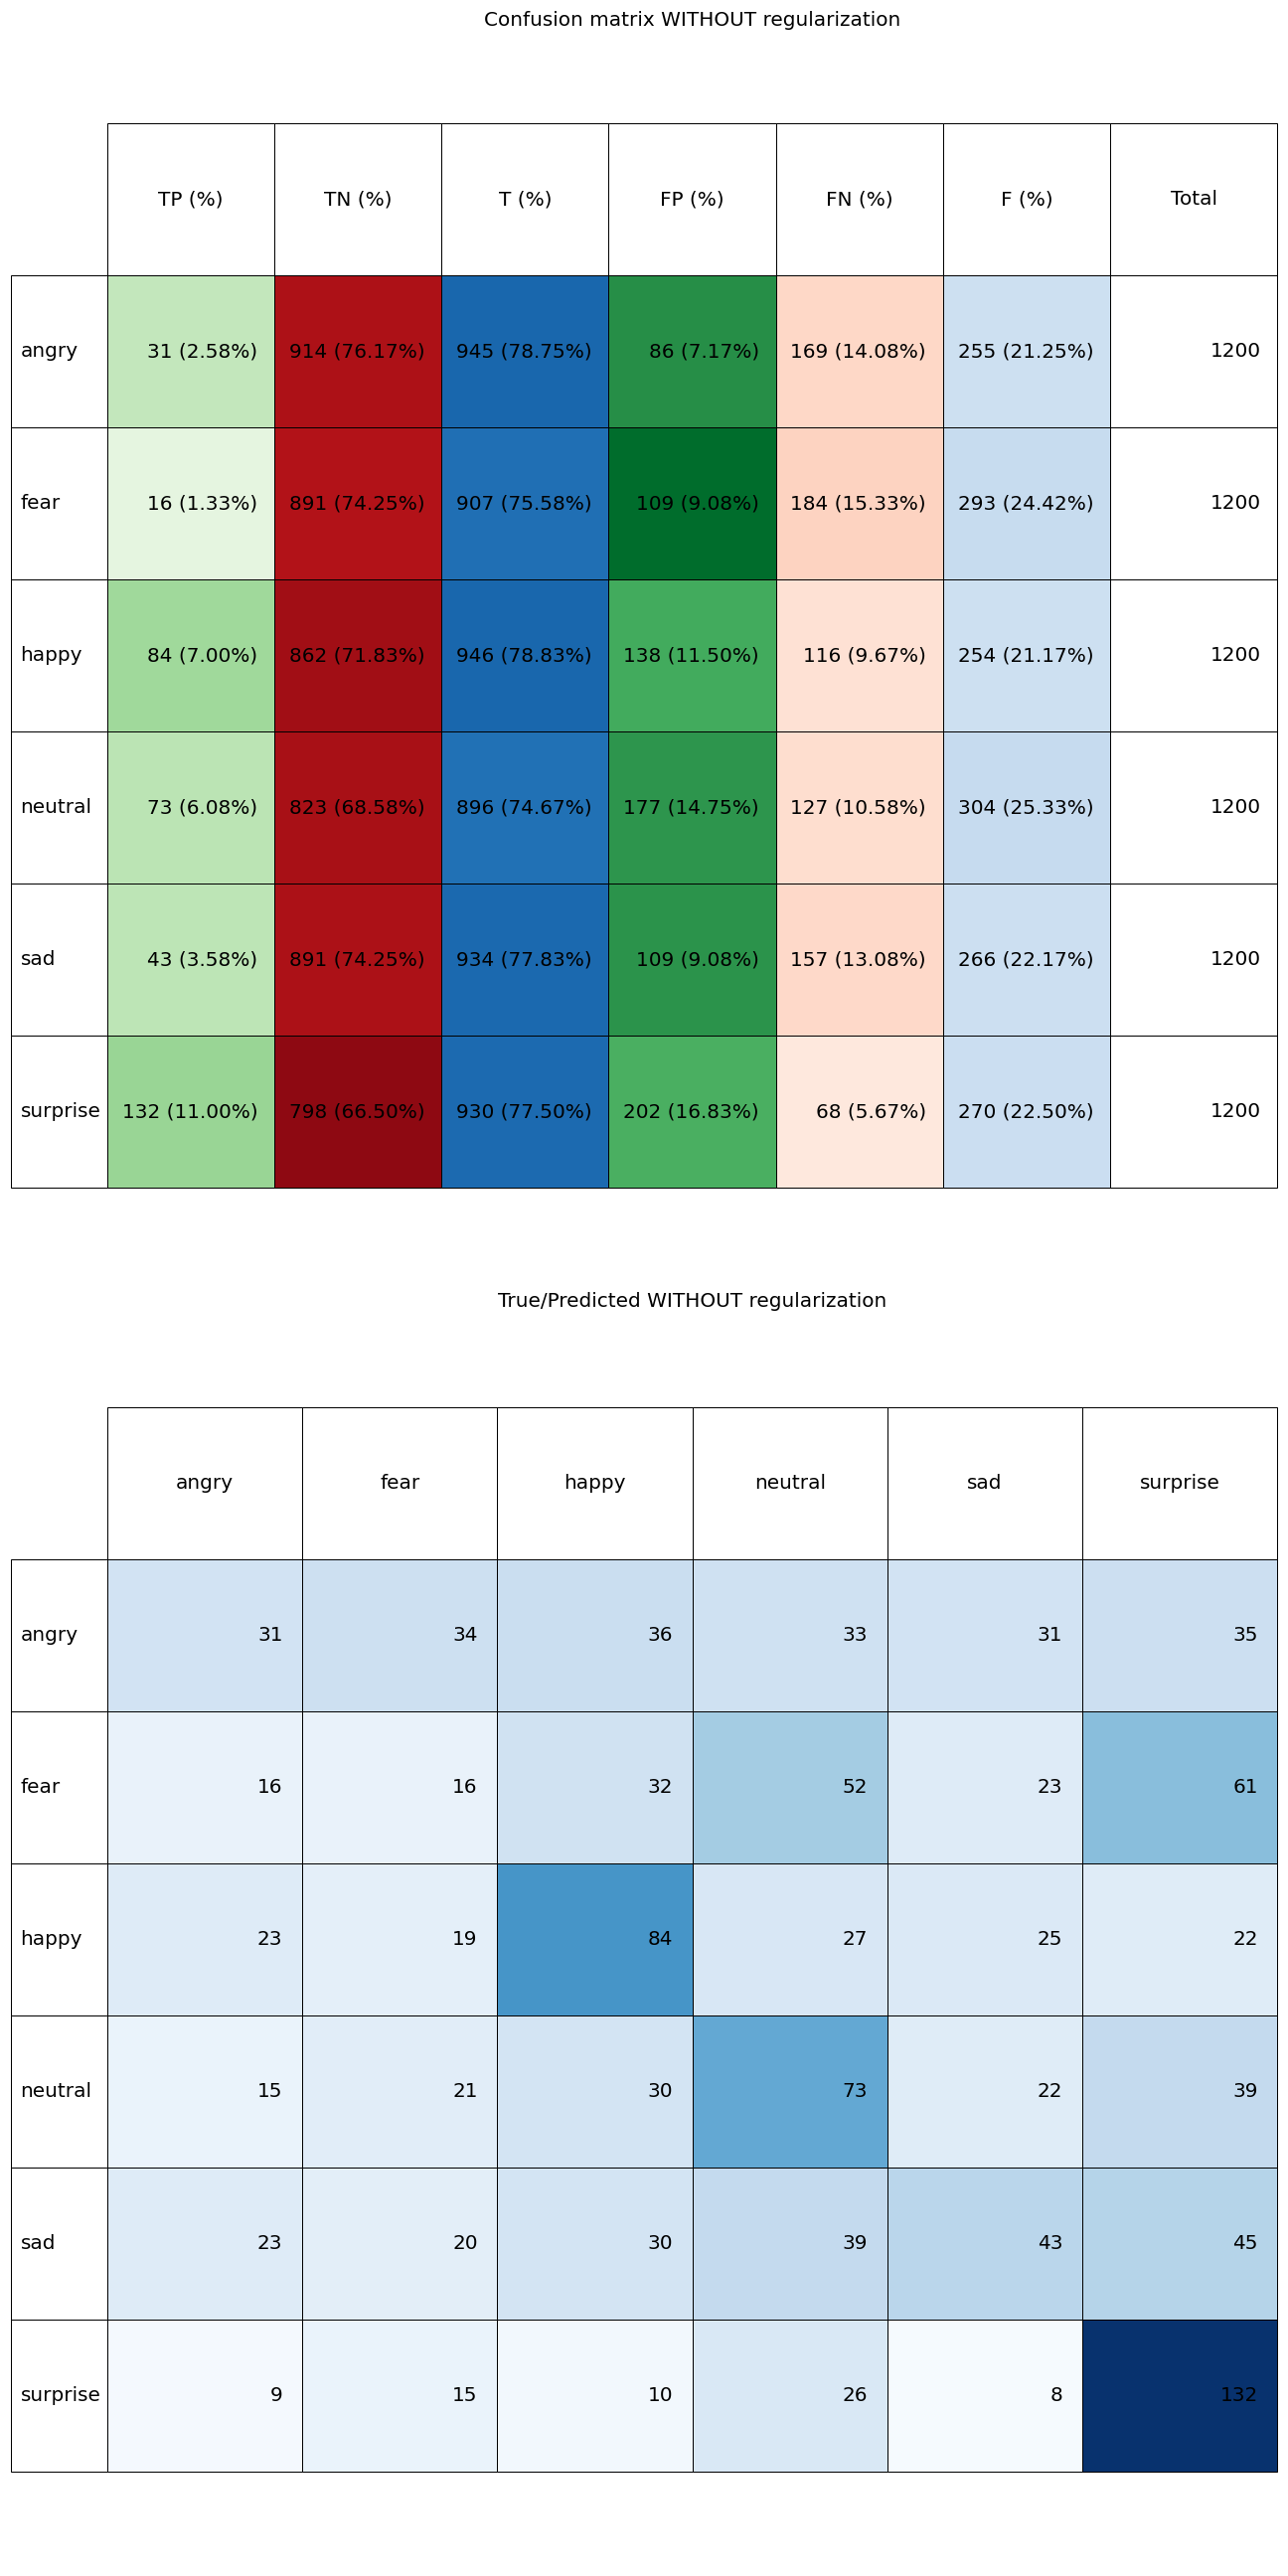 Confusion matrix WITHOUT regularization
TP (%) TN (%) T (%) FP (%) FN (%) F (%) Total
angry 31 (2.58%) 914 (76.17%) 945 (78.75%) 86 (7.17%) 169 (14.08%) 255 (21.25%) 1200
fear 16 (1.33%) 891 (74.25%) 907 (75.58%) 109 (9.08%) 184 (15.33%) 293 (24.42%) 1200
happy 84 (7.00%) 862 (71.83%) 946 (78.83%) 138 (11.50%) 116 (9.67%) 254 (21.17%) 1200
neutral 73 (6.08%) 823 (68.58%) 896 (74.67%) 177 (14.75%) 127 (10.58%) 304 (25.33%) 1200
sad 43 (3.58%) 891 (74.25%) 934 (77.83%) 109 (9.08%) 157 (13.08%) 266 (22.17%) 1200
surprise 132 (11.00%) 798 (66.50%) 930 (77.50%) 202 (16.83%) 68 (5.67%) 270 (22.50%) 1200
True/Predicted WITHOUT regularization
angry fear happy neutral sad surprise
angry 31 34 36 33 31 35
fear 16 16 32 52 23 61
happy 23 19 84 27 25 22
neutral 15 21 30 73 22 39
sad 23 20 30 39 43 45
surprise 9 15 10 26 8 132